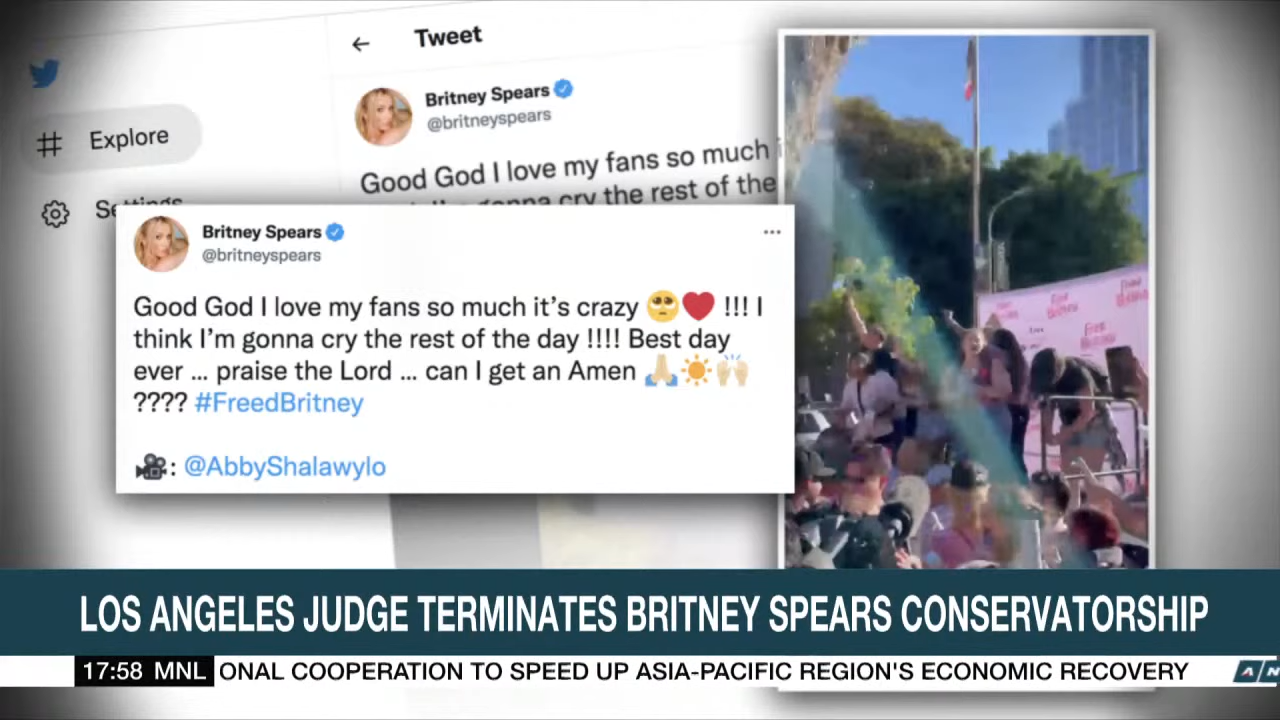 Tweet
Britney Spears
@britneyspears
Explore
Good God I love my fans so much
Settings
gonna cry the rest of the
Britney Spears
@britneyspears
Good God I love my fans so much it's crazy 🥺❤️ !!! I
think I'm gonna cry the rest of the day !!!! Best day
ever ... praise the Lord ... can I get an Amen 🙏🏼☀️🙌🏼
???? #FreedBritney
🎥: @AbbyShalawylo
Free
Britney
LOS ANGELES JUDGE TERMINATES BRITNEY SPEARS CONSERVATORSHIP
17:58 MNL ONAL COOPERATION TO SPEED UP ASIA-PACIFIC REGION'S ECONOMIC RECOVERY
AN